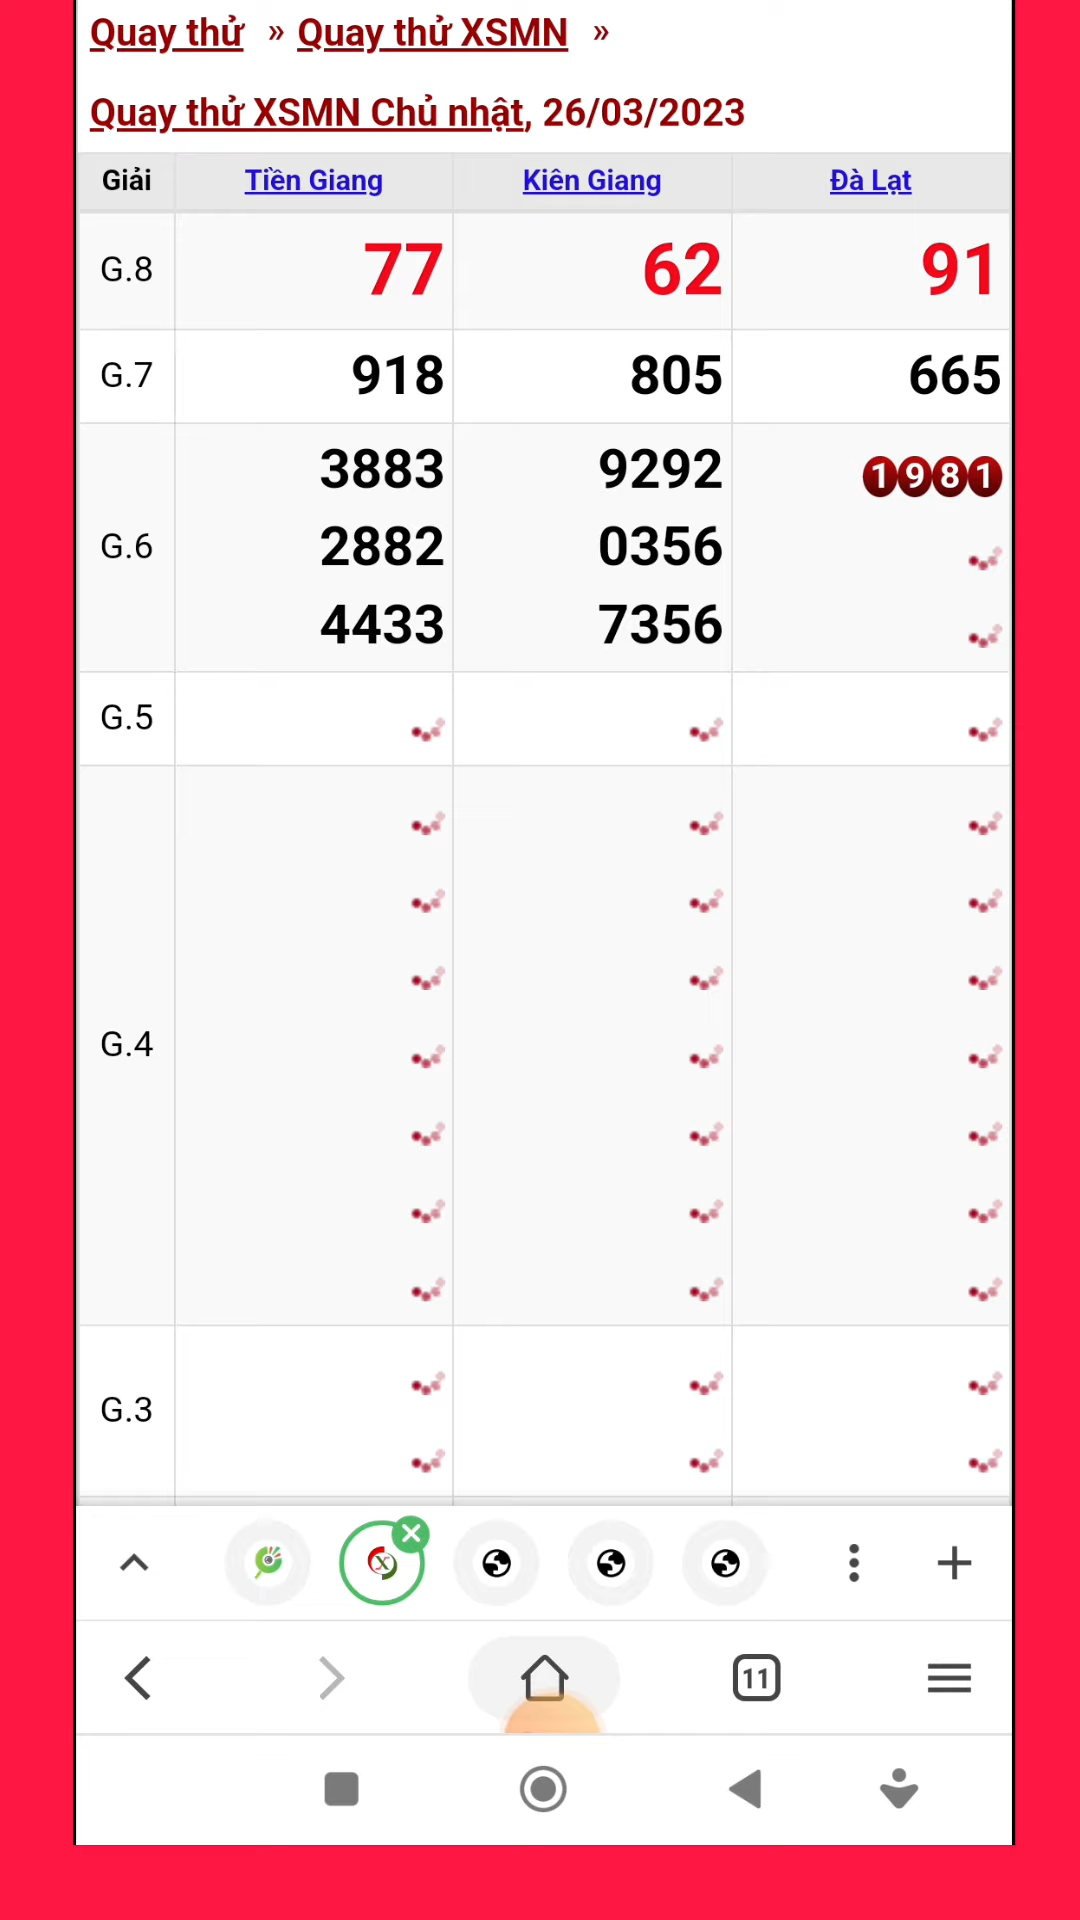 Quay thử » Quay thử XSMN »
Quay thử XSMN Chủ nhật, 26/03/2023
Giải Tiền Giang Kiên Giang Đà Lạt
G.8 77 62 91
G.7 918 805 665
G.6 3883 9292 1981
2882 0356
4433 7356
G.5
G.4
G.3
X
11